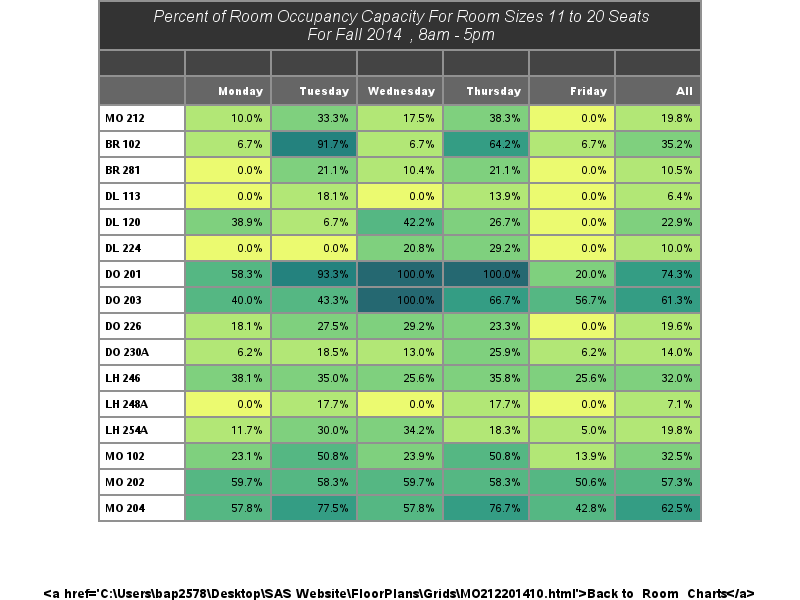 Percent of Room Occupancy Capacity For Room Sizes 11 to 20 Seats
For Fall 2014 , 8am - 5pm
Monday Tuesday Wednesday Thursday Friday All
MO 212 10.0% 33.3% 17.5% 38.3% 0.0% 19.8%
BR 102 6.7% 91.7% 6.7% 64.2% 6.7% 35.2%
BR 281 0.0% 21.1% 10.4% 21.1% 0.0% 10.5%
DL 113 0.0% 18.1% 0.0% 13.9% 0.0% 6.4%
DL 120 38.9% 6.7% 42.2% 26.7% 0.0% 22.9%
DL 224 0.0% 0.0% 20.8% 29.2% 0.0% 10.0%
DO 201 58.3% 93.3% 100.0% 100.0% 20.0% 74.3%
DO 203 40.0% 43.3% 100.0% 66.7% 56.7% 61.3%
DO 226 18.1% 27.5% 29.2% 23.3% 0.0% 19.6%
DO 230A 6.2% 18.5% 13.0% 25.9% 6.2% 14.0%
LH 246 38.1% 35.0% 25.6% 35.8% 25.6% 32.0%
LH 248A 0.0% 17.7% 0.0% 17.7% 0.0% 7.1%
LH 254A 11.7% 30.0% 34.2% 18.3% 5.0% 19.8%
MO 102 23.1% 50.8% 23.9% 50.8% 13.9% 32.5%
MO 202 59.7% 58.3% 59.7% 58.3% 50.6% 57.3%
MO 204 57.8% 77.5% 57.8% 76.7% 42.8% 62.5%
<a href='C:\Users\bap2578\Desktop\SAS Website\FloorPlans\Grids\MO212201410.html'>Back to Room Charts</a>